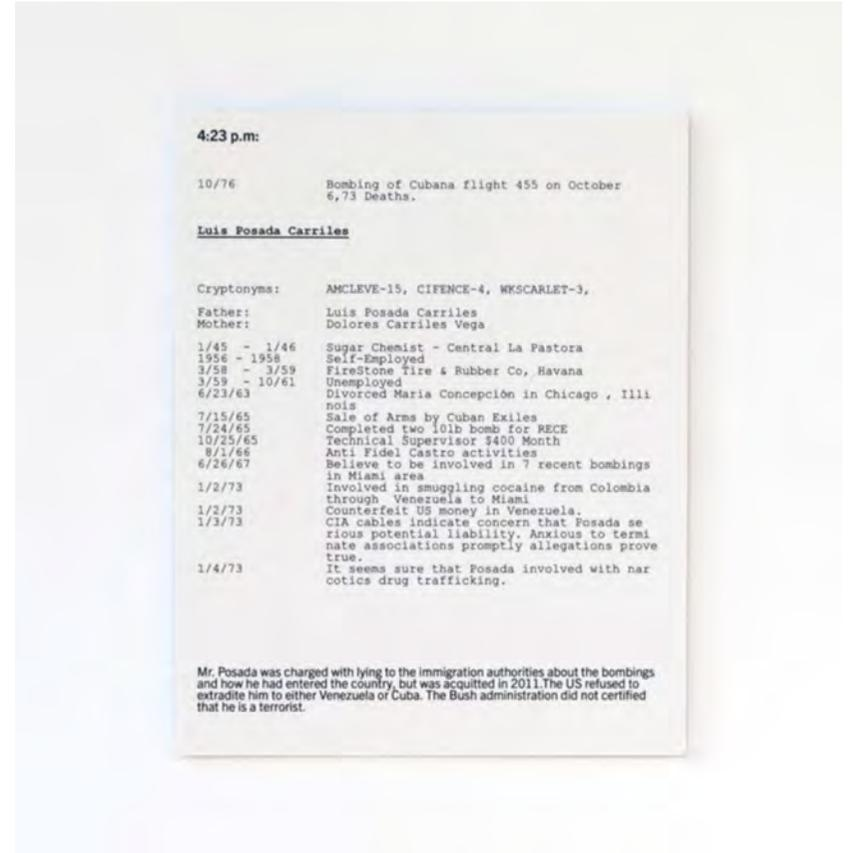 4:23 p.m:
10/76 Bombing of Cubana flight 455 on October
6,73 Deaths.
Luis Posada Carriles
Cryptonyms: AMCLEVE-15, CIFENCE-4, WKSCARLET-3,
Father: Luis Posada Carriles
Mother: Dolores Carriles Vega
1/45 - 1/46 Sugar Chemist - Central La Pastora
1956 - 1958 Self-Employed
3/58 - 3/59 FireStone Tire & Rubber Co, Havana
3/59 - 10/61 Unemployed
6/23/63 Divorced Maria Concepción in Chicago , Illi
nois
7/15/65 Sale of Arms by Cuban Exiles
7/24/65 Completed two 10lb bomb for RECE
10/25/65 Technical Supervisor $400 Month
8/1/66 Anti Fidel Castro activities
6/26/67 Believe to be involved in 7 recent bombings
in Miami area
1/2/73 Involved in smuggling cocaine from Colombia
through Venezuela to Miami
1/2/73 Counterfeit US money in Venezuela.
1/3/73 CIA cables indicate concern that Posada se
rious potential liability. Anxious to termi
nate associations promptly allegations prove
true.
1/4/73 It seems sure that Posada involved with nar
cotics drug trafficking.
Mr. Posada was charged with lying to the immigration authorities about the bombings
and how he had entered the country, but was acquitted in 2011.The US refused to
extradite him to either Venezuela or Cuba. The Bush administration did not certified
that he is a terrorist.